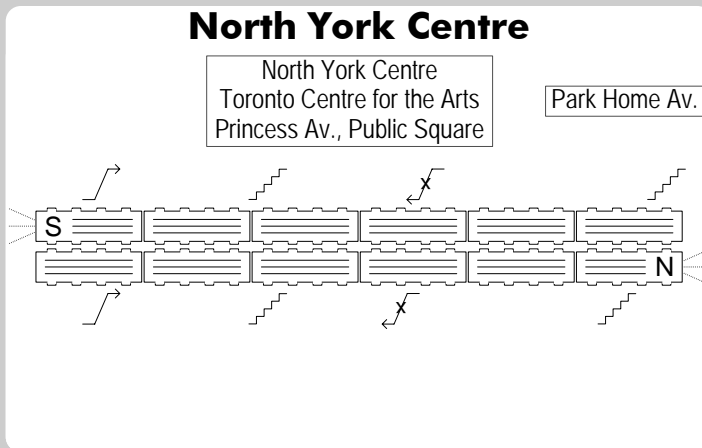 North York Centre
North York Centre
Toronto Centre for the Arts
Princess Av., Public Square
Park Home Av.
x
S
N
x